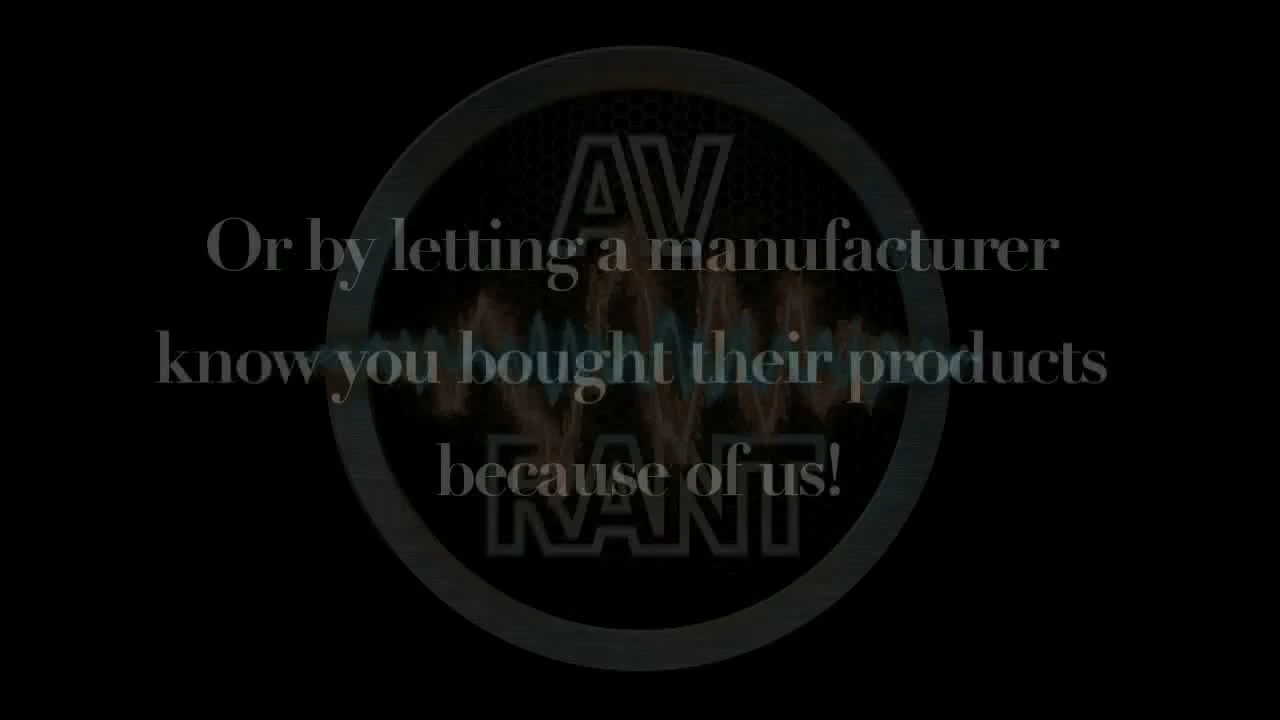 AV
Or by letting a manufacturer
know you bought their products
because of us!
RANT